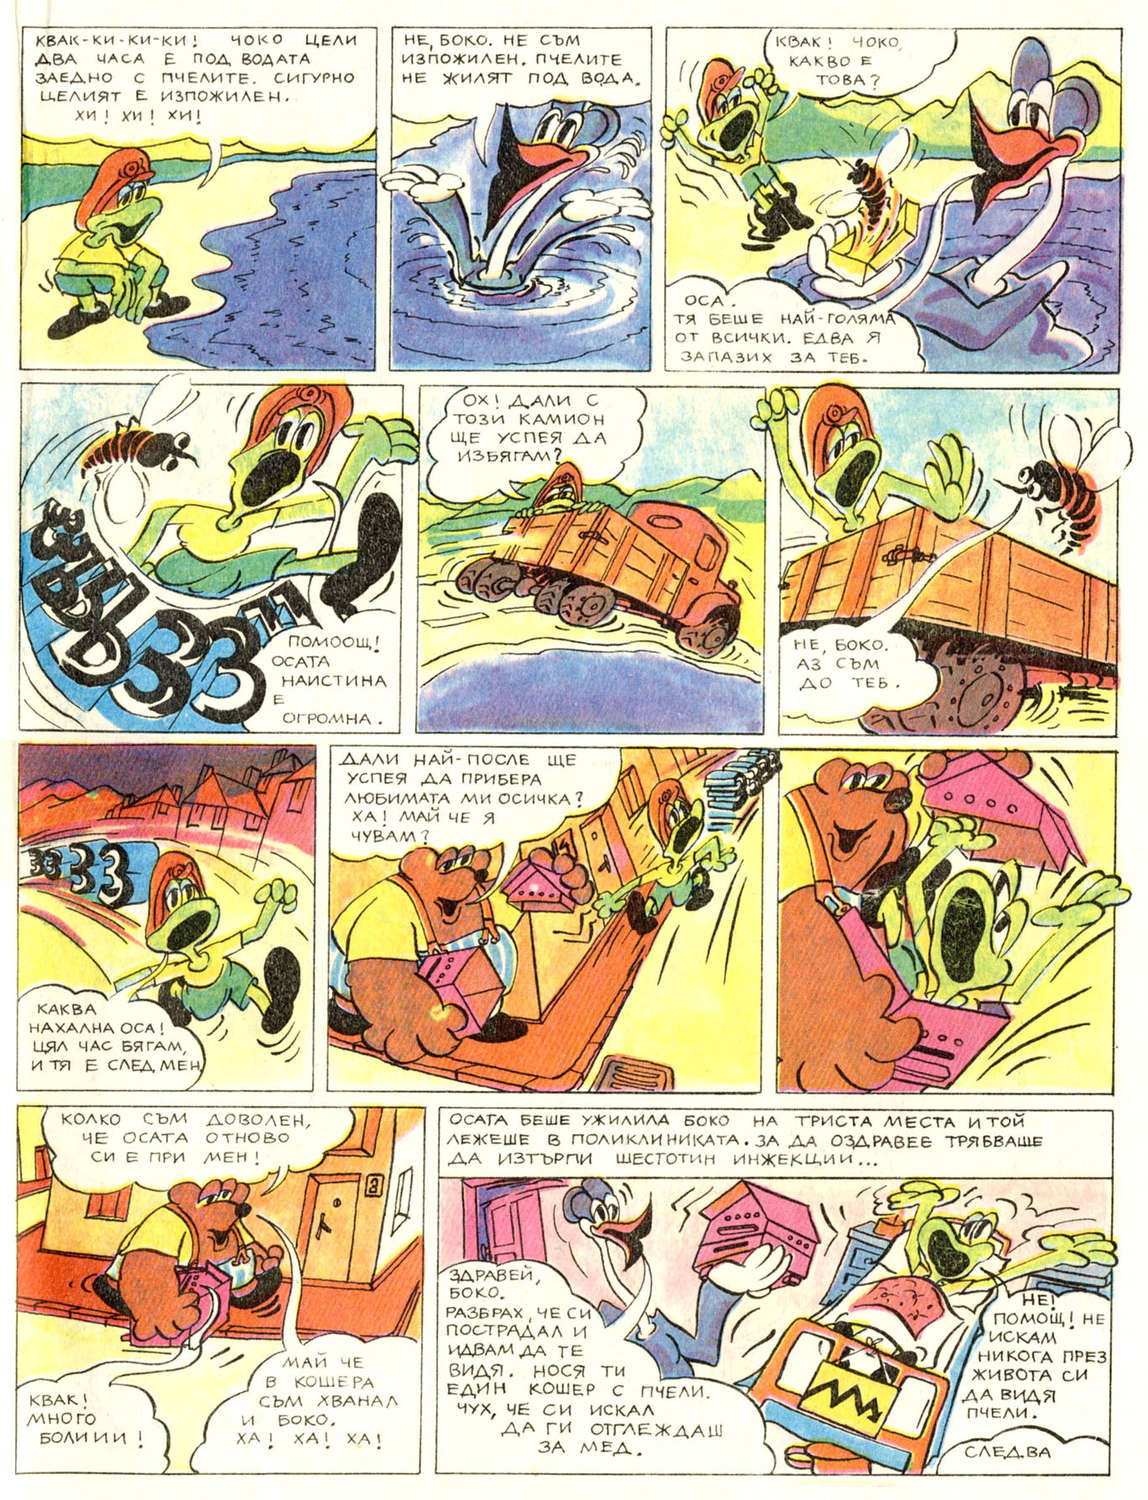 КВАК-КИ-КИ-КИ! ЧОКО ЦЕЛИ
ДВА ЧАСА Е ПОД ВОДАТА
ЗАЕДНО С ПЧЕЛИТЕ. СИГУРНО
ЦЕЛИЯТ Е ИЗПОЖИЛЕН.
ХИ! ХИ! ХИ!
НЕ, БОКО. НЕ СЪМ
ИЗПОЖИЛЕН. ПЧЕЛИТЕ
НЕ ЖИЛЯТ ПОД ВОДА.
КВАК! ЧОКО,
КАКВО Е
ТОВА?
ОСА.
ТЯ БЕШЕ НАЙ-ГОЛЯМА
ОТ ВСИЧКИ. ЕДВА Я
ЗАПАЗИХ ЗА ТЕБ.
ПОМООЩ!
ОСАТА
НАИСТИНА
Е
ОГРОМНА.
ОХ! ДАЛИ С
ТОЗИ КАМИОН
ЩЕ УСПЕЯ ДА
ИЗБЯГАМ?
НЕ, БОКО.
АЗ СЪМ
ДО ТЕБ.
ЗЗ-З-З
КАКВА
НАХАЛНА ОСА!
ЦЯЛ ЧАС БЯГАМ,
И ТЯ Е СЛЕД МЕН
ДАЛИ НАЙ-ПОСЛЕ ЩЕ
УСПЕЯ ДА ПРИБЕРА
ЛЮБИМАТА МИ ОСИЧКА?
ХА! МАЙ ЧЕ Я
ЧУВАМ?
КОЛКО СЪМ ДОВОЛЕН,
ЧЕ ОСАТА ОТНОВО
СИ Е ПРИ МЕН!
КВАК!
МНОГО
БОЛИИИ!
МАЙ ЧЕ
В КОШЕРА
СЪМ ХВАНАЛ
И БОКО.
ХА! ХА! ХА!
ОСАТА БЕШЕ УЖИЛИЛА БОКО НА ТРИСТА МЕСТА И ТОЙ
ЛЕЖЕШЕ В ПОЛИКЛИНИКАТА. ЗА ДА ОЗДРАВЕЕ ТРЯБВАШЕ
ДА ИЗТЪРПИ ШЕСТОТИН ИНЖЕКЦИИ...
ЗДРАВЕЙ,
БОКО.
РАЗБРАХ, ЧЕ СИ
ПОСТРАДАЛ И
ИДВАМ ДА ТЕ
ВИДЯ. НОСЯ ТИ
ЕДИН КОШЕР С ПЧЕЛИ.
ЧУХ, ЧЕ СИ ИСКАЛ
ДА ГИ ОТГЛЕЖДАШ
ЗА МЕД.
НЕ!
ПОМОЩ! НЕ
ИСКАМ
НИКОГА ПРЕЗ
ЖИВОТА СИ
ДА ВИДЯ
ПЧЕЛИ.
СЛЕДВА